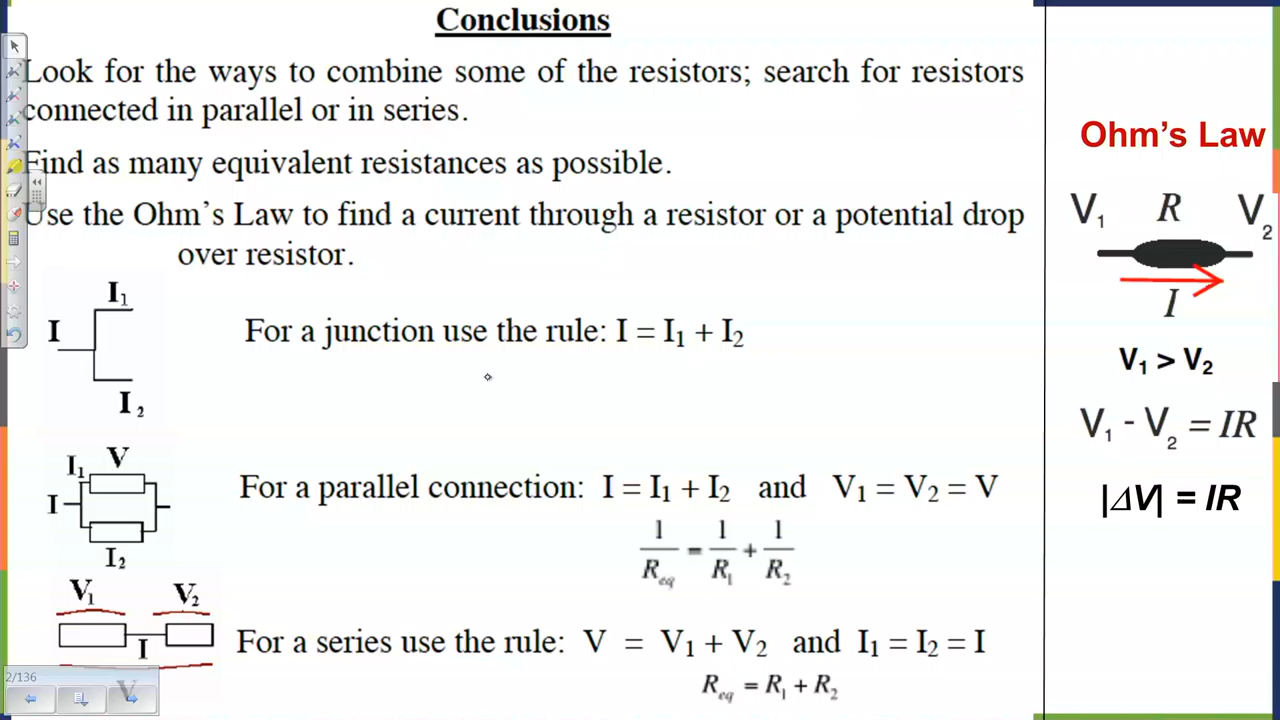 Conclusions
Look for the ways to combine some of the resistors; search for resistors
connected in parallel or in series.
Find as many equivalent resistances as possible.
Use the Ohm's Law to find a current through a resistor or a potential drop
over resistor.
I₁
I
I₂
For a junction use the rule: I = I₁ + I₂
I₁ V
I
I₂
For a parallel connection: I = I₁ + I₂ and V₁ = V₂ = V
1/R_eq = 1/R₁ + 1/R₂
V₁ V₂
I
V
For a series use the rule: V = V₁ + V₂ and I₁ = I₂ = I
R_eq = R₁ + R₂
2/136
Ohm's Law
V₁ R V₂
I
V₁ > V₂
V₁ - V₂ = IR
|ΔV| = IR